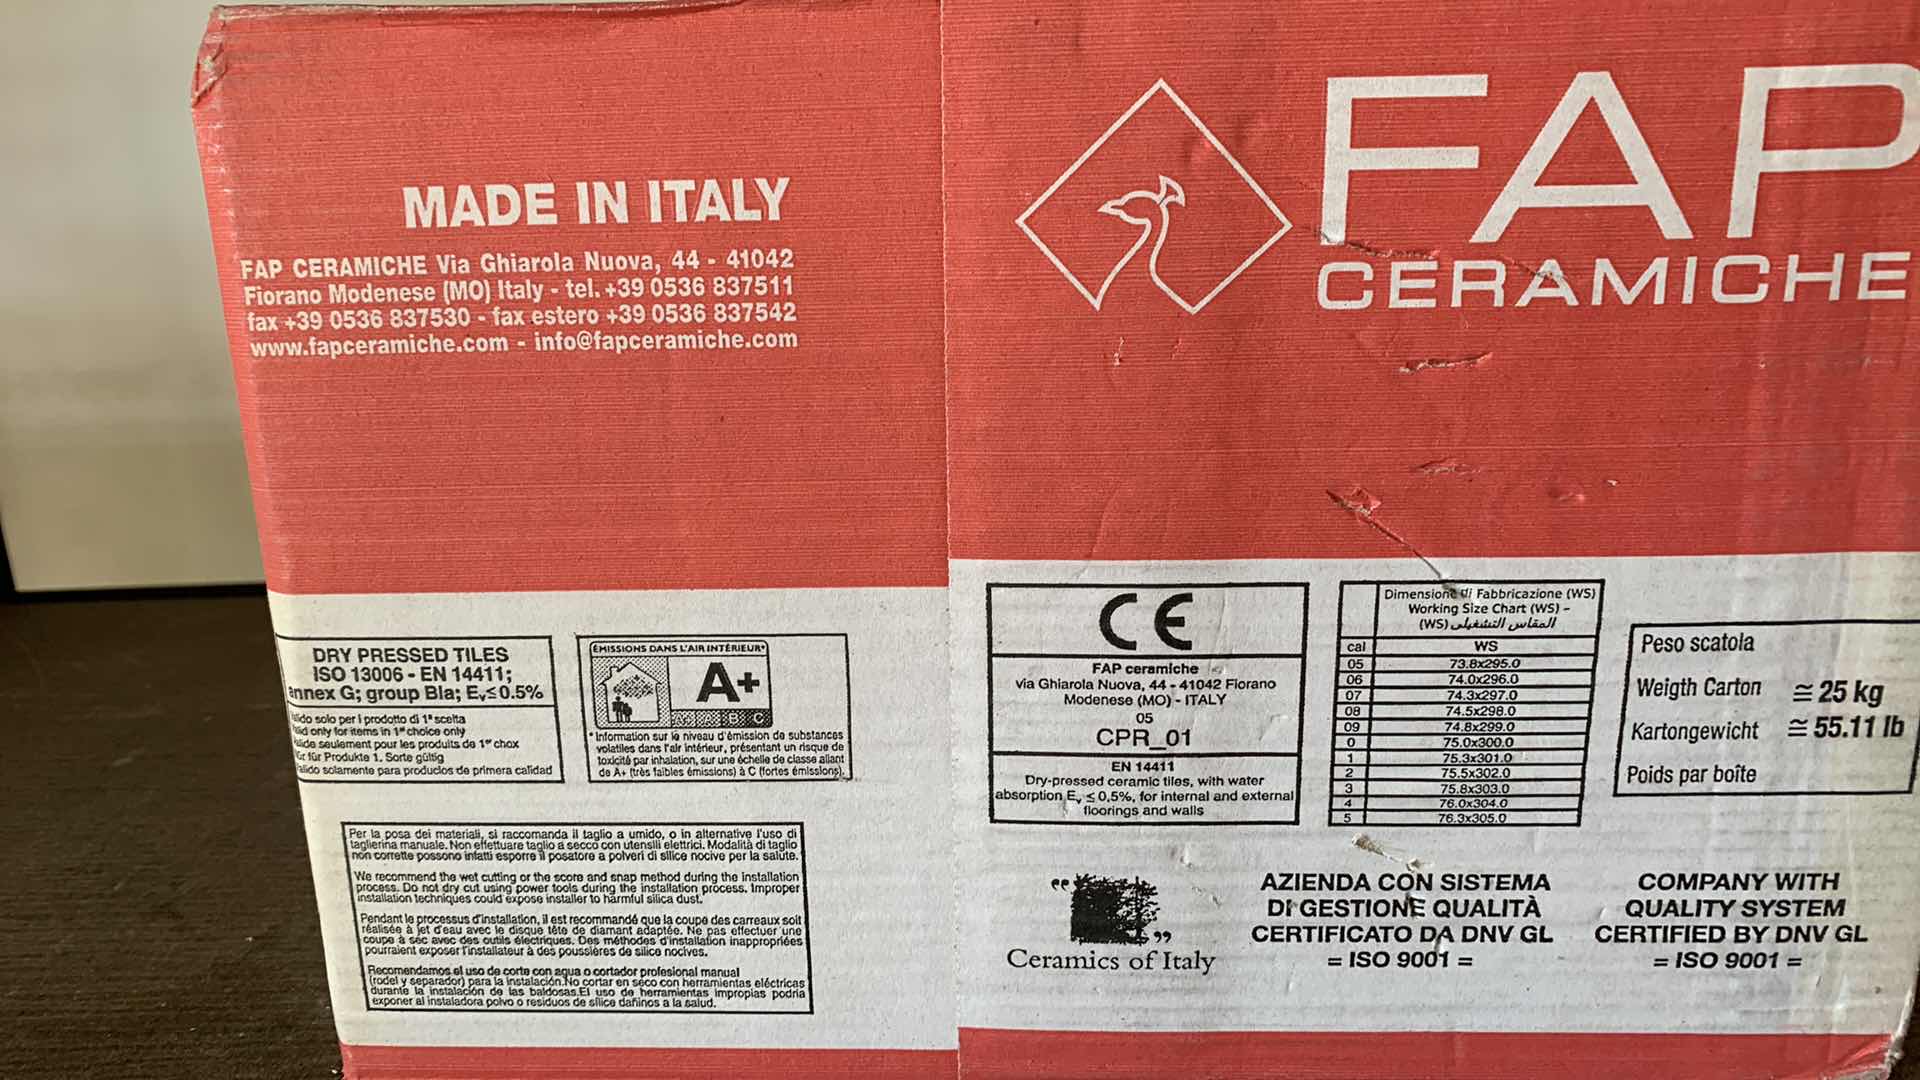 MADE IN ITALY
FAP CERAMICHE Via Ghiarola Nuova, 44 - 41042
Fiorano Modenese (MO) Italy - tel. +39 0536 837511
fax +39 0536 837530 - fax estero +39 0536 837542
www.fapceramiche.com - info@fapceramiche.com
FAP
CERAMICHE
DRY PRESSED TILES
ISO 13006 - EN 14411;
annex G; group BIa; Ev≤0.5%
solo per i prodotto di 1ª scelta
only for items in 1st choice only
seulement pour les produits de 1er choix
für Produkte 1. Sorte gültig
solamente para productos de primera calidad
ÉMISSIONS DANS L'AIR INTÉRIEUR*
A+
A+ A B C
* Information sur le niveau d'émission de substances
volatiles dans l'air intérieur, présentant un risque de
toxicité par inhalation, sur une échelle de classe allant
de A+ (très faibles émissions) à C (fortes émissions).
Per la posa dei materiali, si raccomanda il taglio a umido, o in alternativa l'uso di
taglierina manuale. Non effettuare taglio a secco con utensili elettrici. Modalità di taglio
non corrette possono infatti esporre il posatore a polveri di silice nocive per la salute.
We recommend the wet cutting or the score and snap method during the installation
process. Do not dry cut using power tools during the installation process. Improper
installation techniques could expose installer to harmful silica dust.
Pendant le processus d'installation, il est recommandé que la coupe des carreaux soit
réalisée à jet d'eau avec le disque tête de diamant adaptée. Ne pas effectuer une
coupe à sec avec des outils électriques. Des méthodes d'installation inappropriées
pourraient exposer l'installateur à des poussières de silice nocives.
Recomendamos el uso de corte con agua o cortador profesional manual
(rodel y separador) para la instalación.No cortar en seco con herramientas eléctricas
durante la instalación de las baldosas.El uso de herramientas impropias podría
exponer al instaladora polvo o residuos de sílice dañinos a la salud.
CE
FAP ceramiche
via Ghiarola Nuova, 44 - 41042 Fiorano
Modenese (MO) - ITALY
05
CPR_01
EN 14411
Dry-pressed ceramic tiles, with water
absorption Ev ≤ 0,5%, for internal and external
floorings and walls
Dimensione di Fabbricazione (WS)
Working Size Chart (WS) –
المقاس التشغيلى (WS)
cal WS
05 73.8x295.0
06 74.0x296.0
07 74.3x297.0
08 74.5x298.0
09 74.8x299.0
0 75.0x300.0
1 75.3x301.0
2 75.5x302.0
3 75.8x303.0
4 76.0x304.0
5 76.3x305.0
Peso scatola
Weigth Carton ≅ 25 kg
Kartongewicht ≅ 55.11 lb
Poids par boîte
Ceramics of Italy
AZIENDA CON SISTEMA
DI GESTIONE QUALITÀ
CERTIFICATO DA DNV GL
= ISO 9001 =
COMPANY WITH
QUALITY SYSTEM
CERTIFIED BY DNV GL
= ISO 9001 =